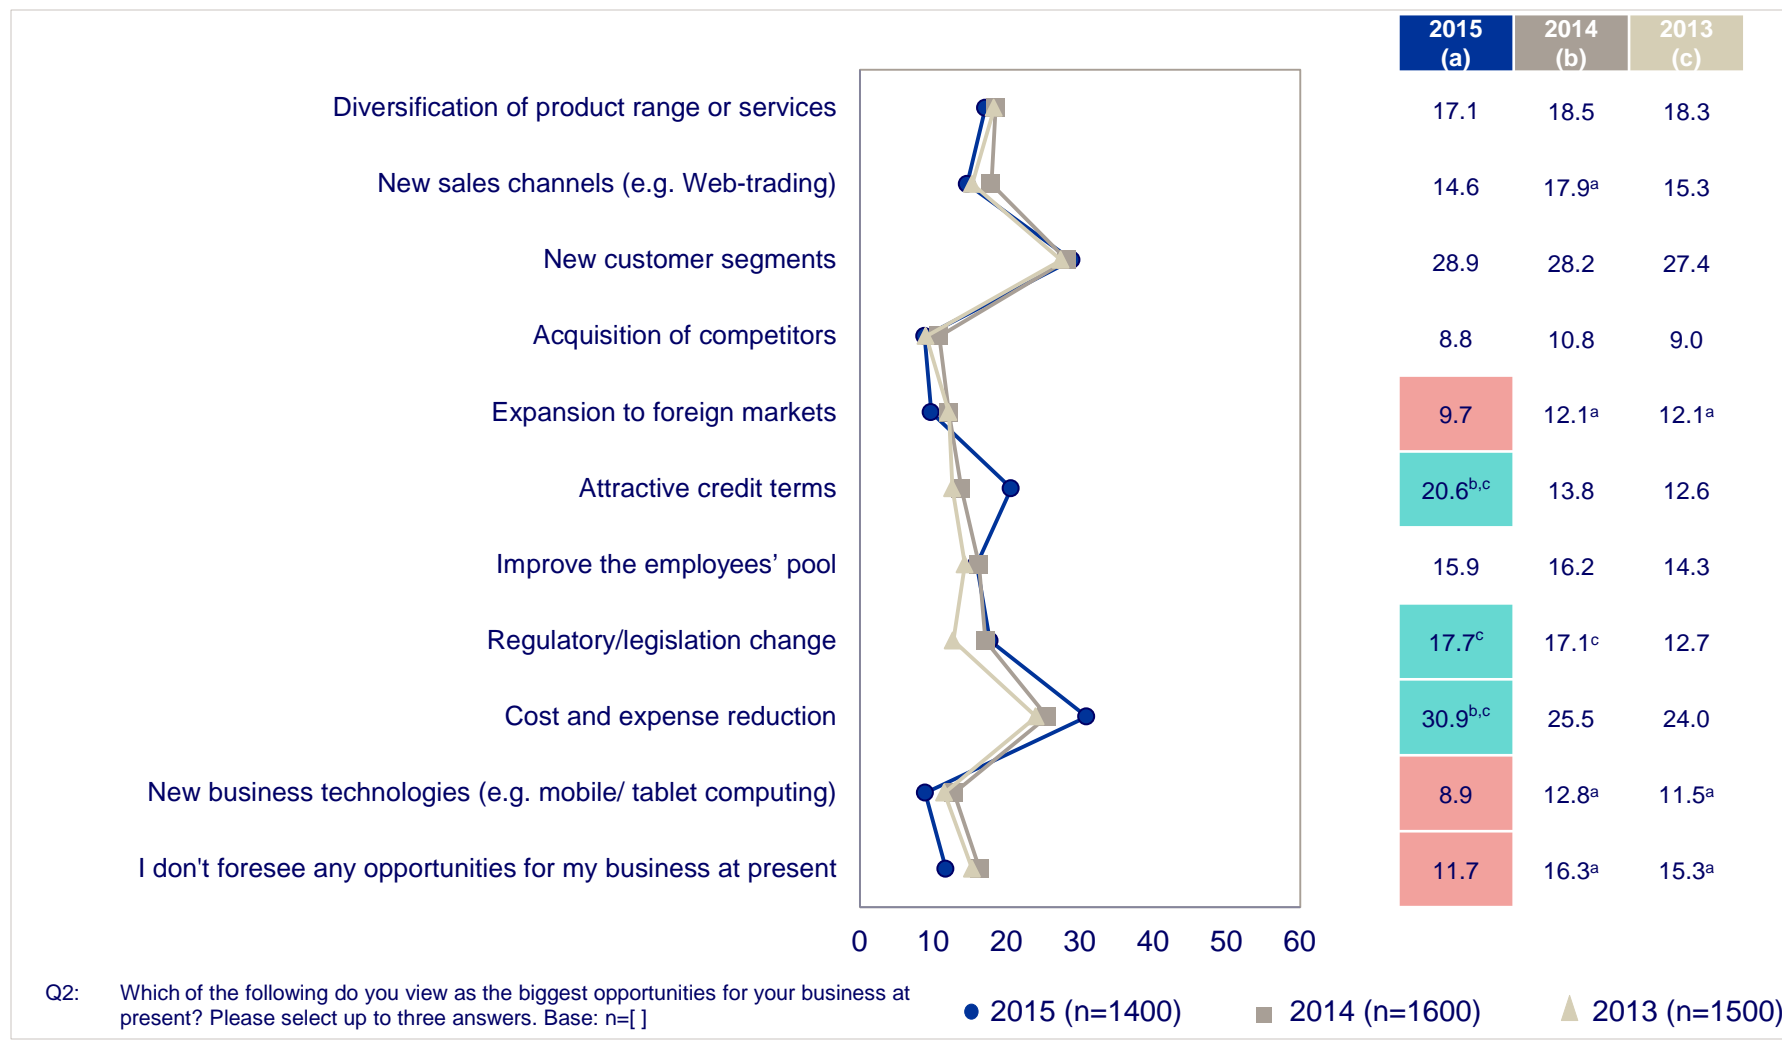 2015 2014 2013
(a) (b) (c)
Diversification of product range or services 17.1 18.5 18.3
New sales channels (e.g. Web-trading) 14.6 17.9ᵃ 15.3
New customer segments 28.9 28.2 27.4
Acquisition of competitors 8.8 10.8 9.0
Expansion to foreign markets 9.7 12.1ᵃ 12.1ᵃ
Attractive credit terms 20.6ᵇ,ᶜ 13.8 12.6
Improve the employees’ pool 15.9 16.2 14.3
Regulatory/legislation change 17.7ᶜ 17.1ᶜ 12.7
Cost and expense reduction 30.9ᵇ,ᶜ 25.5 24.0
New business technologies (e.g. mobile/ tablet computing) 8.9 12.8ᵃ 11.5ᵃ
I don't foresee any opportunities for my business at present 11.7 16.3ᵃ 15.3ᵃ
0 10 20 30 40 50 60
Q2: Which of the following do you view as the biggest opportunities for your business at
present? Please select up to three answers. Base: n=[ ]
2015 (n=1400) 2014 (n=1600) 2013 (n=1500)